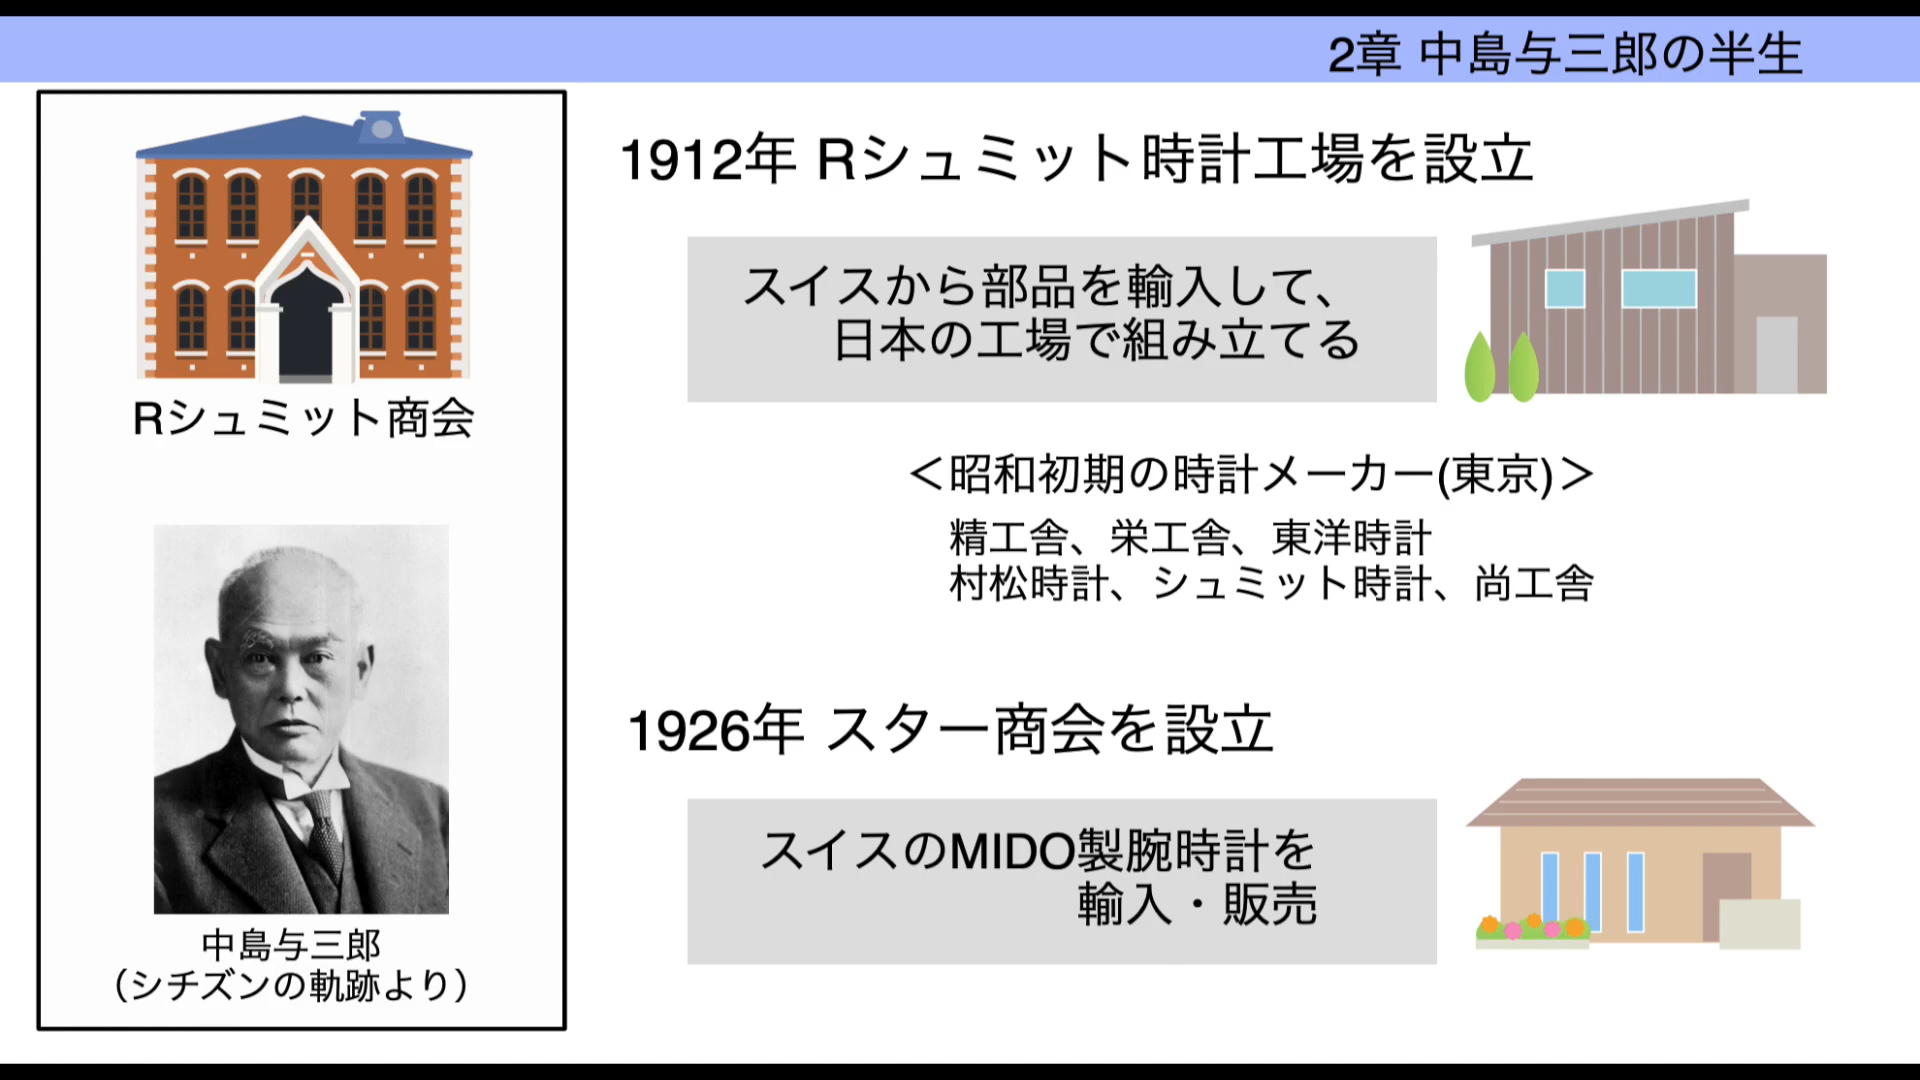 2章 中島与三郎の半生
Rシュミット商会
中島与三郎
（シチズンの軌跡より）
1912年 Rシュミット時計工場を設立
スイスから部品を輸入して、
日本の工場で組み立てる
＜昭和初期の時計メーカー(東京)＞
精工舎、栄工舎、東洋時計
村松時計、シュミット時計、尚工舎
1926年 スター商会を設立
スイスのMIDO製腕時計を
輸入・販売